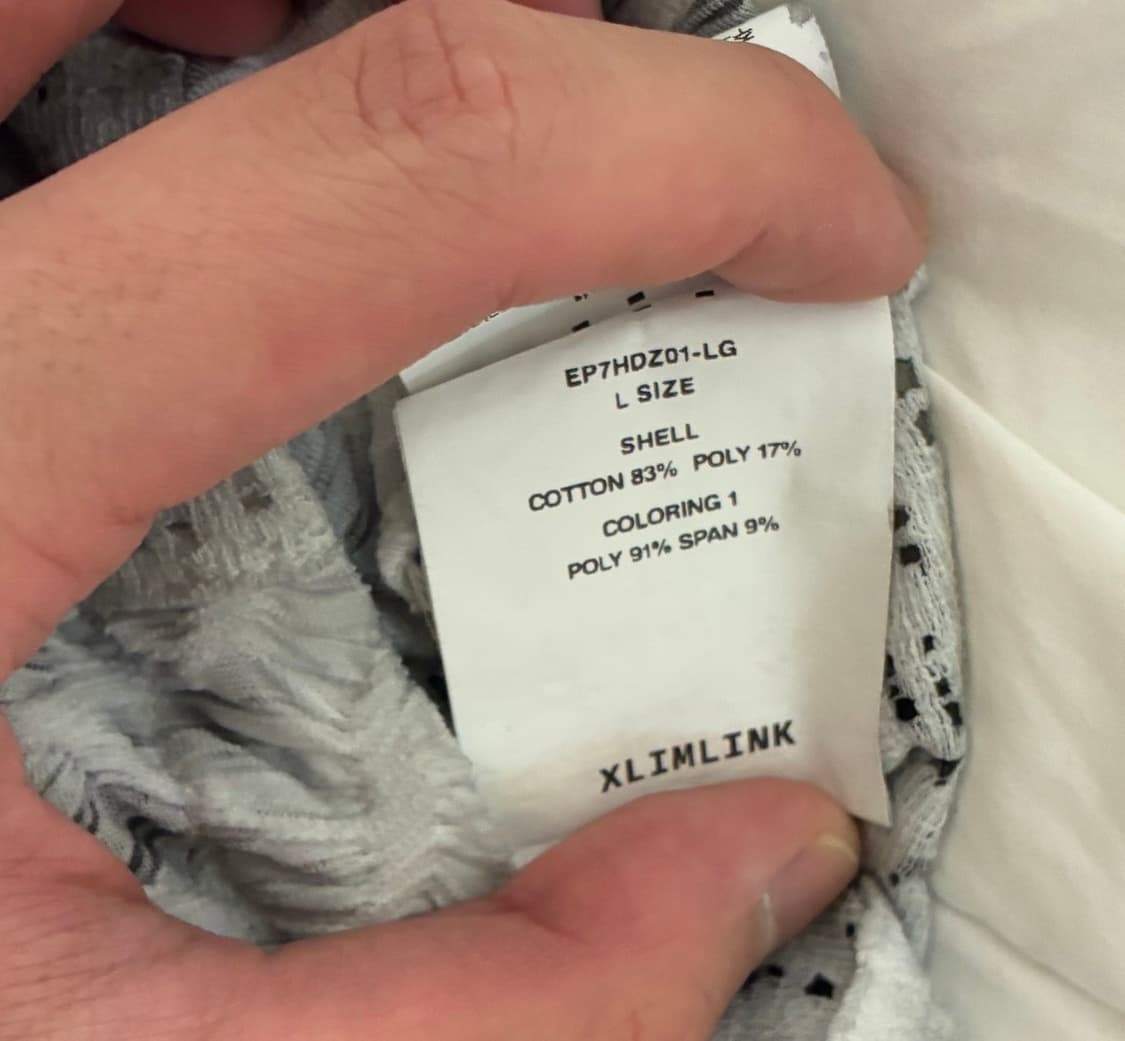 EP7HDZ01-LG
L SIZE
SHELL
COTTON 83% POLY 17%
COLORING 1
POLY 91% SPAN 9%
XLIMLINK